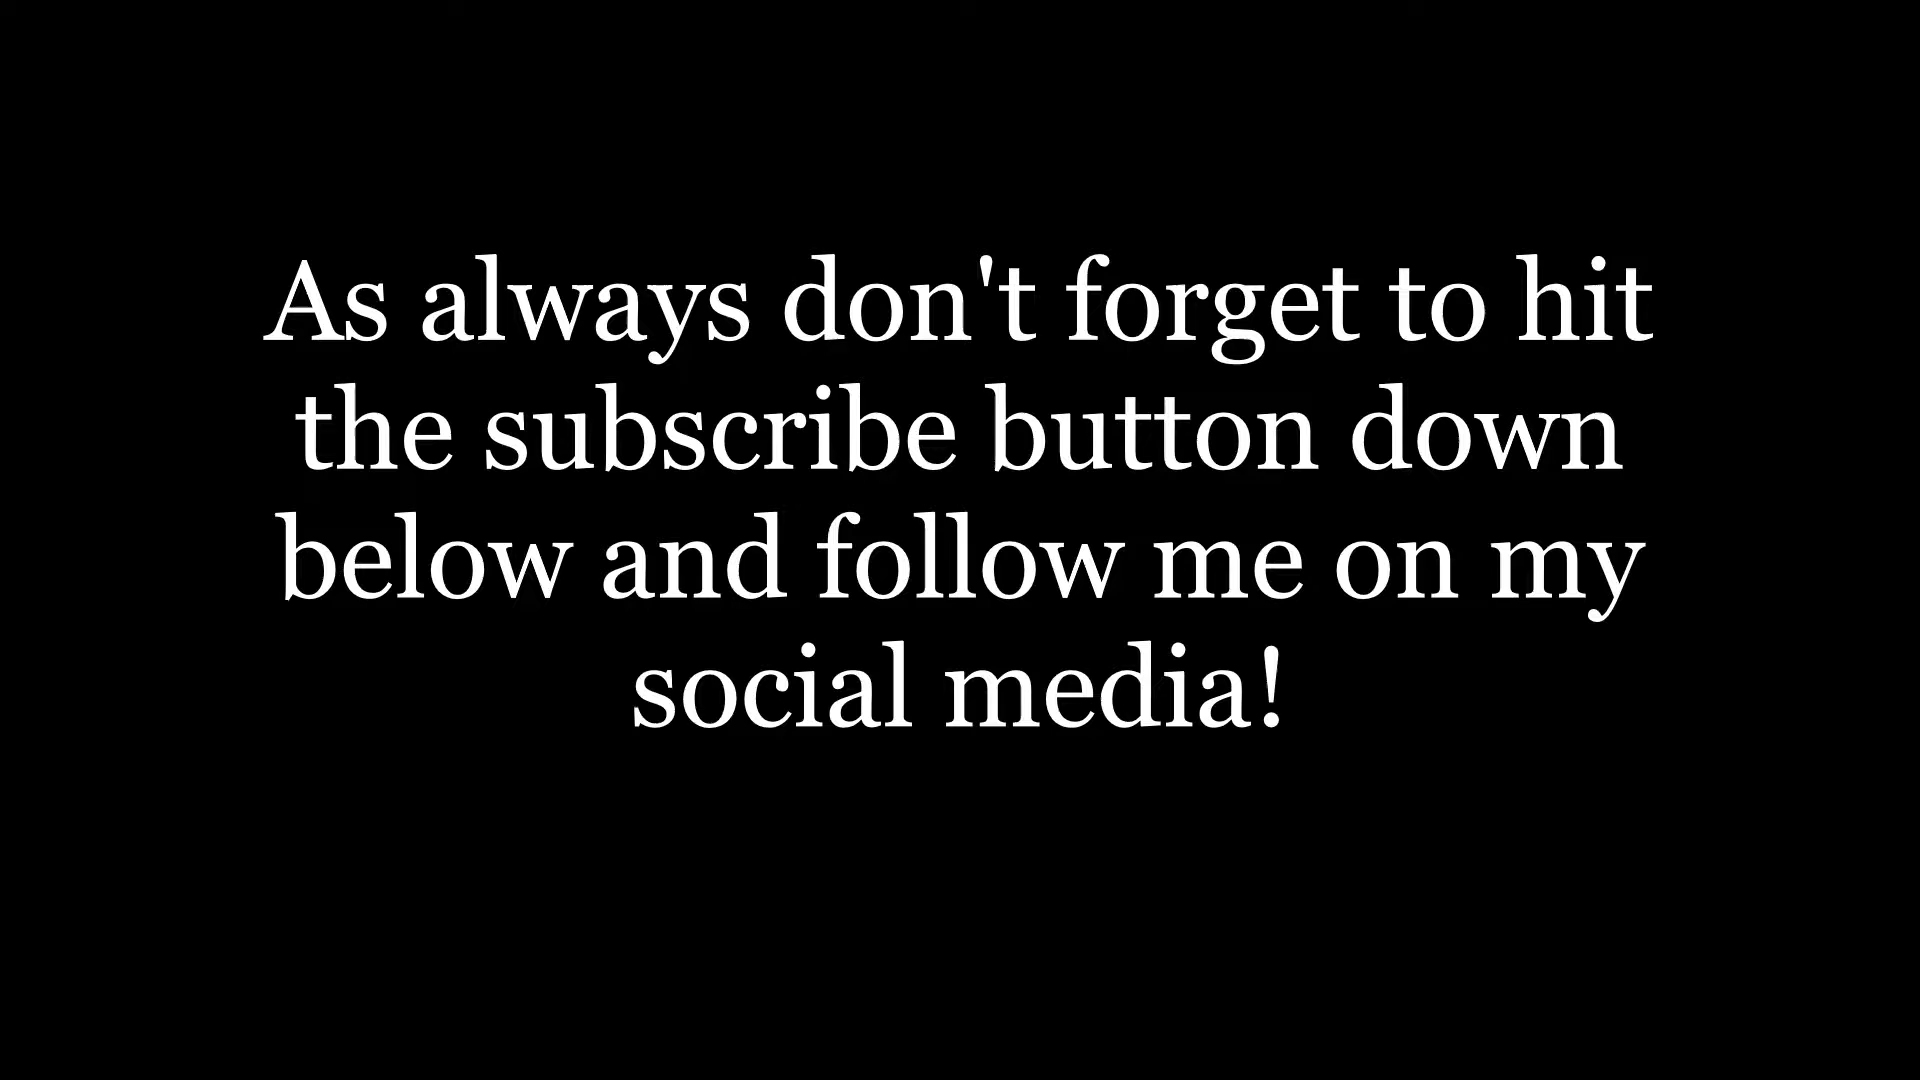 As always don't forget to hit
the subscribe button down
below and follow me on my
social media!